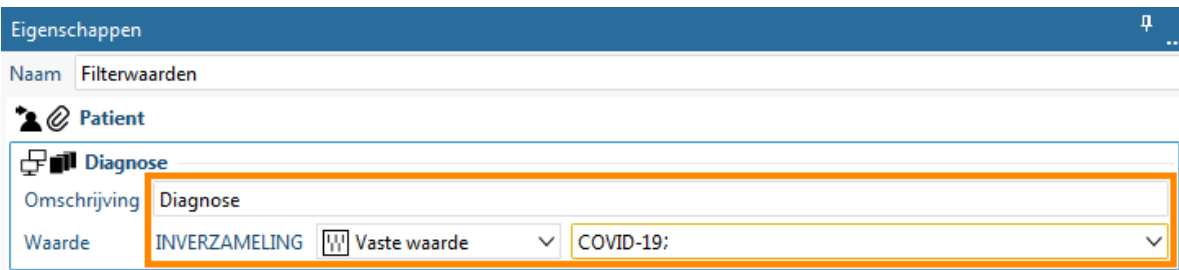 Eigenschappen
Naam Filterwaarden
Patient
Diagnose
Omschrijving Diagnose
Waarde INVERZAMELING Vaste waarde COVID-19;